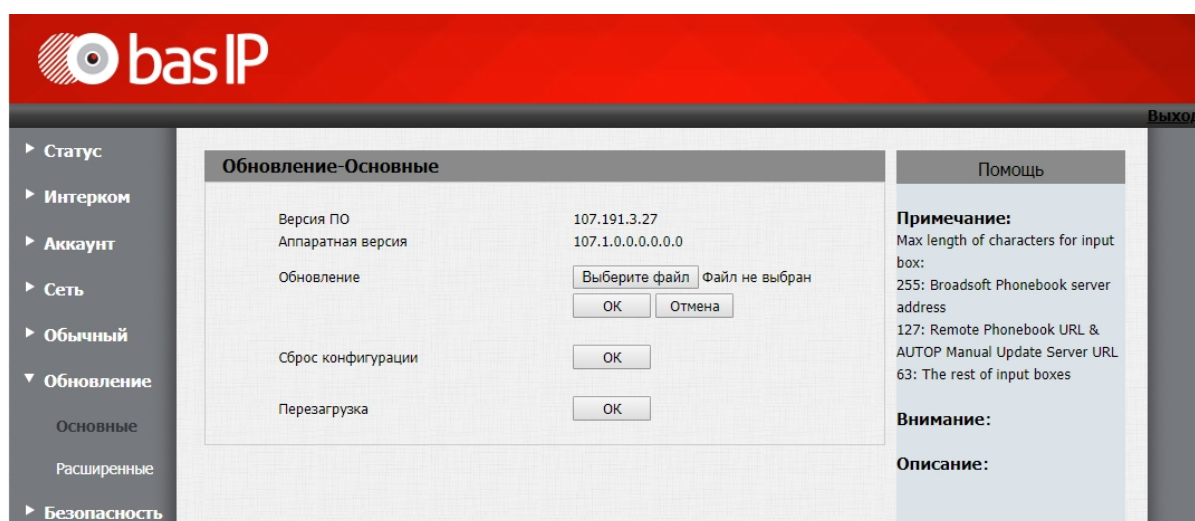 bas IP
Выход
Статус
Интерком
Аккаунт
Сеть
Обычный
Обновление
Основные
Расширенные
Безопасность
Обновление-Основные
Версия ПО 107.191.3.27
Аппаратная версия 107.1.0.0.0.0.0.0
Обновление Выберите файл Файл не выбран
ОК Отмена
Сброс конфигурации ОК
Перезагрузка ОК
Помощь
Примечание:
Max length of characters for input
box:
255: Broadsoft Phonebook server
address
127: Remote Phonebook URL &
AUTOP Manual Update Server URL
63: The rest of input boxes
Внимание:
Описание: